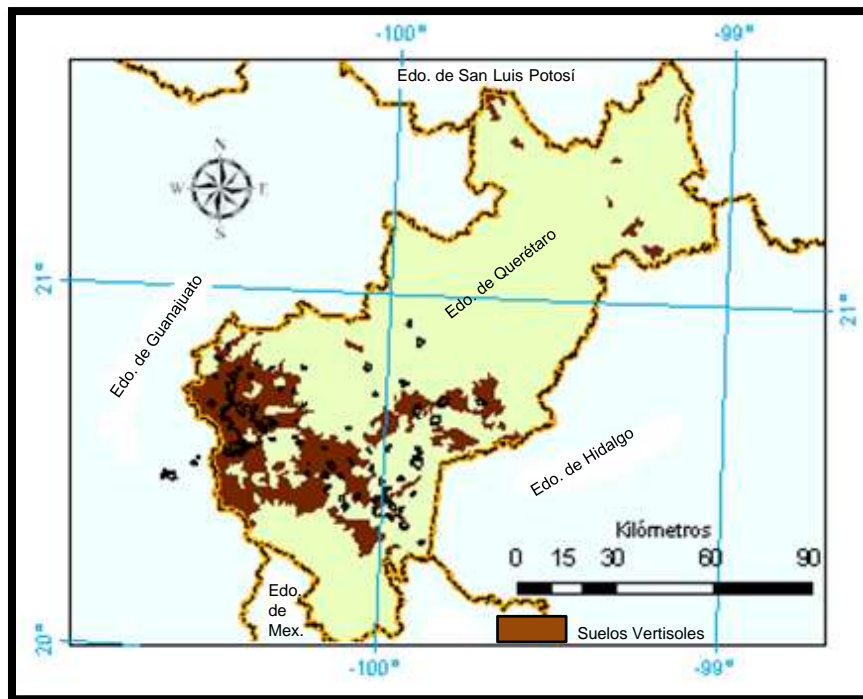 -100°
-99°
Edo. de San Luis Potosí
N
W
E
S
Edo. de Querétaro
21°
Edo. de Guanajuato
21°
Edo. de Hidalgo
Kilómetros
0 15 30 60 90
Edo.
de
Mex.
Suelos Vertisoles
20°
-100°
-99°